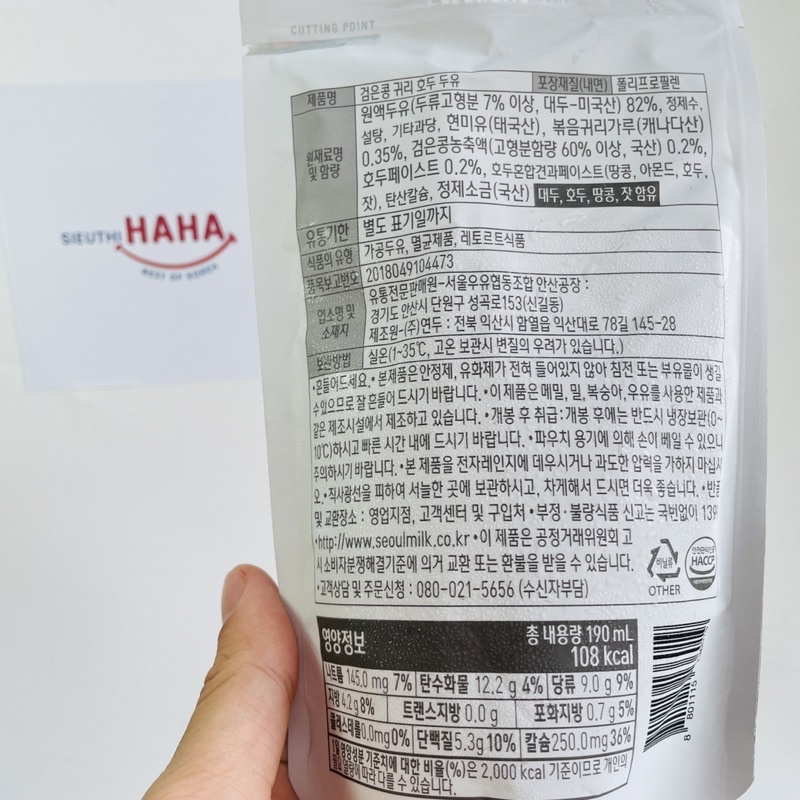 CUTTING POINT
SIEUTHI HAHA
BEST OF KOREA
제품명 검은콩 귀리 호두 두유 포장재질(내면) 폴리프로필렌
원재료명 및 함량
원액두유(두류고형분 7% 이상, 대두-미국산) 82%, 정제수,
설탕, 기타과당, 현미유(태국산), 볶음귀리가루(캐나다산)
0.35%, 검은콩농축액(고형분함량 60% 이상, 국산) 0.2%,
호두페이스트 0.2%, 호두혼합견과페이스트(땅콩, 아몬드, 호두,
잣), 탄산칼슘, 정제소금(국산) 대두, 호두, 땅콩, 잣 함유
유통기한 별도 표기일까지
식품의 유형 가공두유, 멸균제품, 레토르트식품
품목보고번호 2018049104473
업소명 및 소재지
유통전문판매원-서울우유협동조합 안산공장 :
경기도 안산시 단원구 성곡로153(신길동)
제조원-(주)연두 : 전북 익산시 함열읍 익산대로 78길 145-28
보관방법 실온(1~35℃, 고온 보관시 변질의 우려가 있습니다.)
•흔들어드세요.•본제품은 안정제, 유화제가 전혀 들어있지 않아 침전 또는 부유물이 생길
수 있으므로 잘 흔들어 드시기 바랍니다.•이 제품은 메밀, 밀, 복숭아, 우유를 사용한 제품과
같은 제조시설에서 제조하고 있습니다. •개봉 후 취급:개봉 후에는 반드시 냉장보관(0~
10℃)하시고 빠른 시간 내에 드시기 바랍니다. •파우치 용기에 의해 손이 베일 수 있으니
주의하시기 바랍니다.•본 제품을 전자레인지에 데우시거나 과도한 압력을 가하지 마십시
오.•직사광선을 피하여 서늘한 곳에 보관하시고, 차게해서 드시면 더욱 좋습니다. •반품
및 교환장소 : 영업지점, 고객센터 및 구입처 •부정·불량식품 신고는 국번없이 139
•http://www.seoulmilk.co.kr •이 제품은 공정거래위원회 고
시 소비자분쟁해결기준에 의거 교환 또는 환불을 받을 수 있습니다.
•고객상담 및 주문신청 : 080-021-5656 (수신자부담)
비닐류
OTHER
HACCP
영양정보 총 내용량 190 mL
108 kcal
나트륨 145.0 mg 7% 탄수화물 12.2 g 4% 당류 9.0 g 9%
지방 4.2 g 8% 트랜스지방 0.0 g 포화지방 0.7 g 5%
콜레스테롤 0.0mg 0% 단백질 5.3g 10% 칼슘 250.0mg 36%
1일 영양성분 기준치에 대한 비율(%)은 2,000 kcal 기준이므로 개인의
필요 열량에 따라 다를 수 있습니다.
8 801115